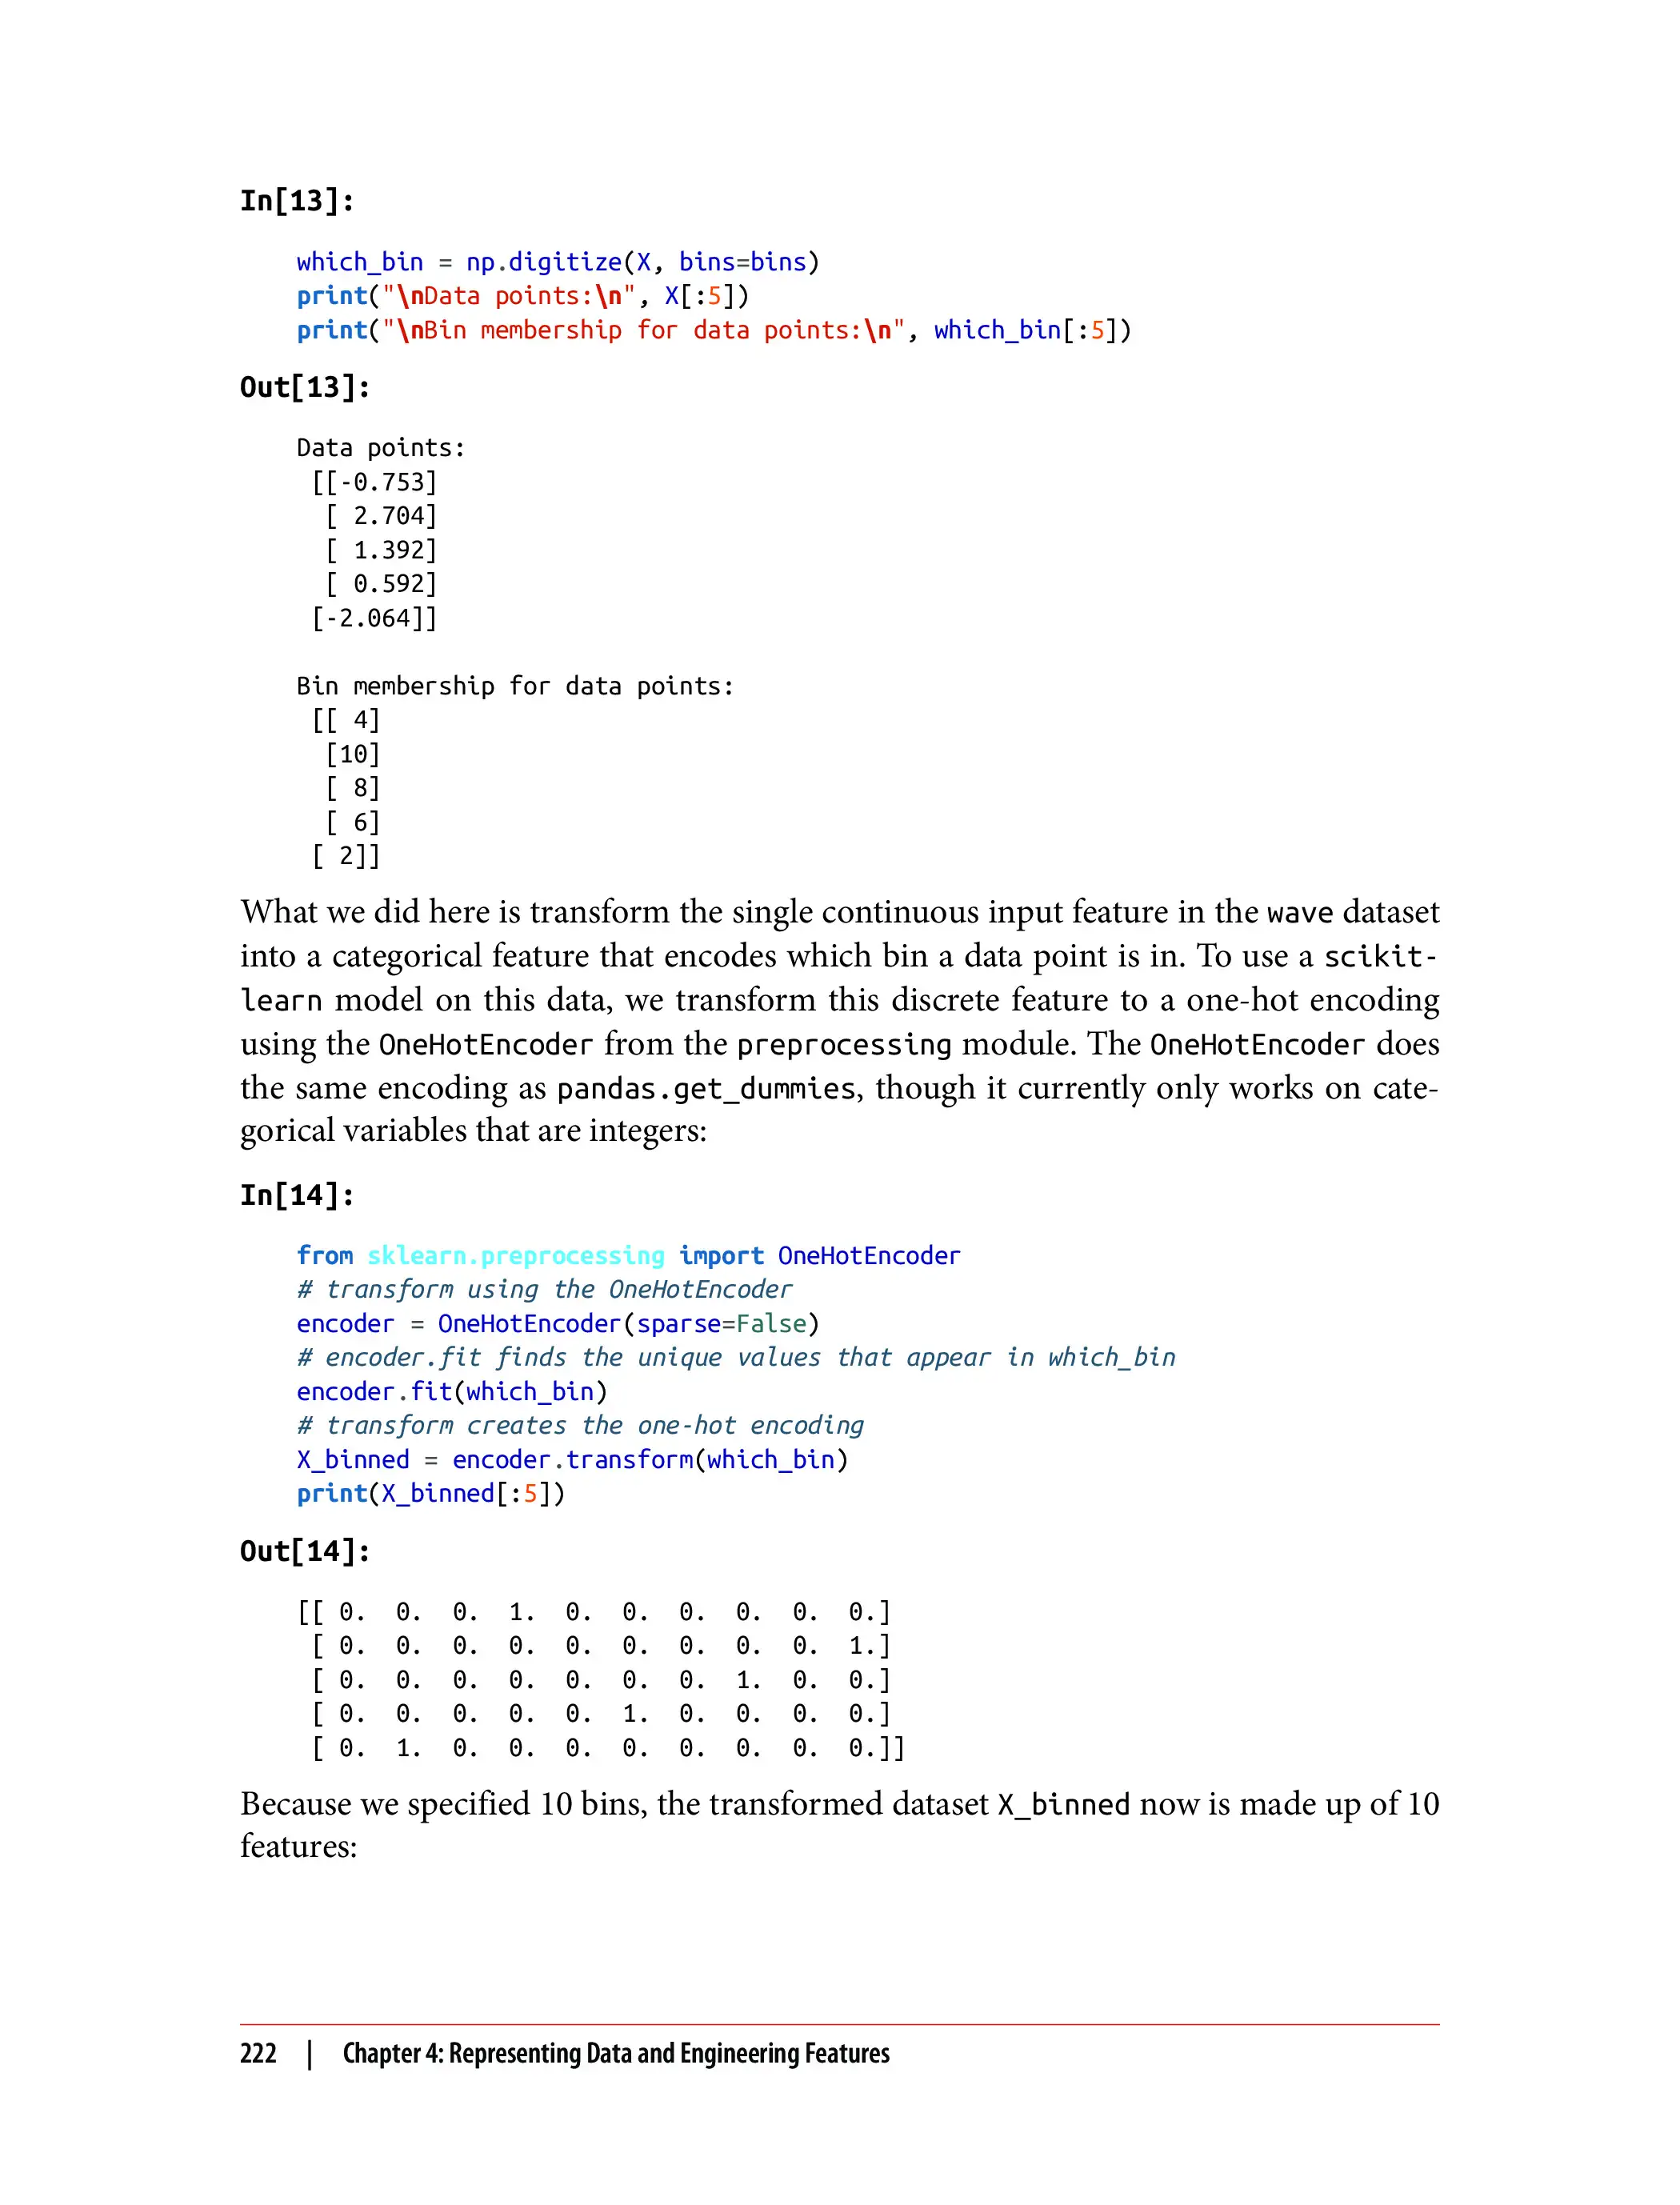 In[13]:
which_bin = np.digitize(X, bins=bins)
print("\nData points:\n", X[:5])
print("\nBin membership for data points:\n", which_bin[:5])
Out[13]:
Data points:
 [[-0.753]
  [ 2.704]
  [ 1.392]
  [ 0.592]
 [-2.064]]
Bin membership for data points:
 [[ 4]
  [10]
  [ 8]
  [ 6]
 [ 2]]
What we did here is transform the single continuous input feature in the wave dataset
into a categorical feature that encodes which bin a data point is in. To use a scikit-
learn model on this data, we transform this discrete feature to a one-hot encoding
using the OneHotEncoder from the preprocessing module. The OneHotEncoder does
the same encoding as pandas.get_dummies, though it currently only works on cate-
gorical variables that are integers:
In[14]:
from sklearn.preprocessing import OneHotEncoder
# transform using the OneHotEncoder
encoder = OneHotEncoder(sparse=False)
# encoder.fit finds the unique values that appear in which_bin
encoder.fit(which_bin)
# transform creates the one-hot encoding
X_binned = encoder.transform(which_bin)
print(X_binned[:5])
Out[14]:
[[ 0.  0.  0.  1.  0.  0.  0.  0.  0.  0.]
 [ 0.  0.  0.  0.  0.  0.  0.  0.  0.  1.]
 [ 0.  0.  0.  0.  0.  0.  0.  1.  0.  0.]
 [ 0.  0.  0.  0.  0.  1.  0.  0.  0.  0.]
 [ 0.  1.  0.  0.  0.  0.  0.  0.  0.  0.]]
Because we specified 10 bins, the transformed dataset X_binned now is made up of 10
features:
222 | Chapter 4: Representing Data and Engineering Features